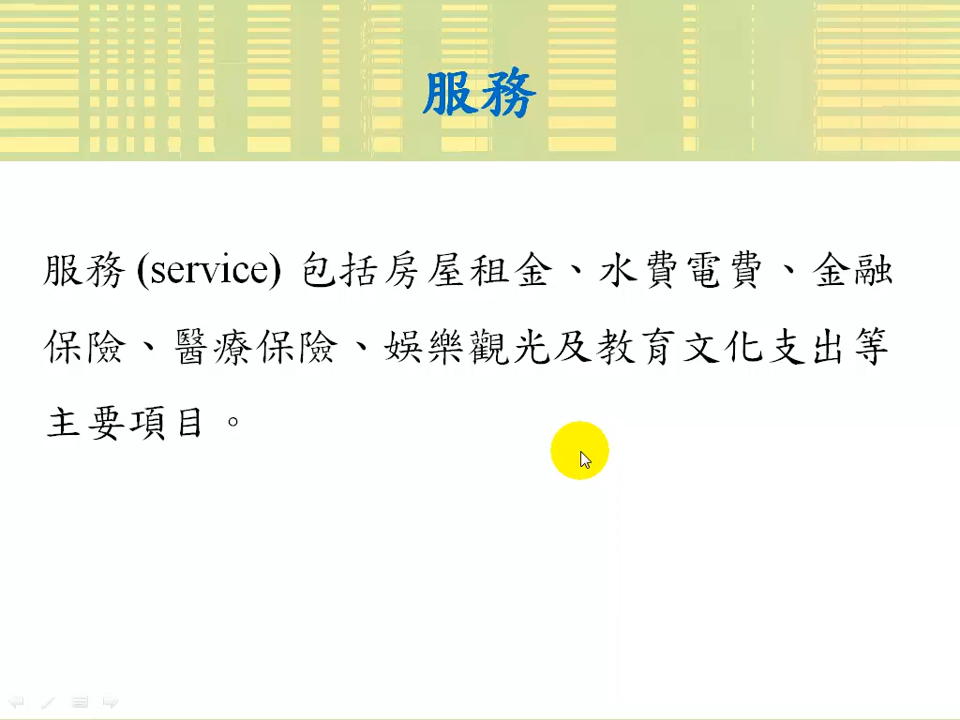 服務
服務 (service) 包括房屋租金、水費電費、金融
保險、醫療保險、娛樂觀光及教育文化支出等
主要項目。